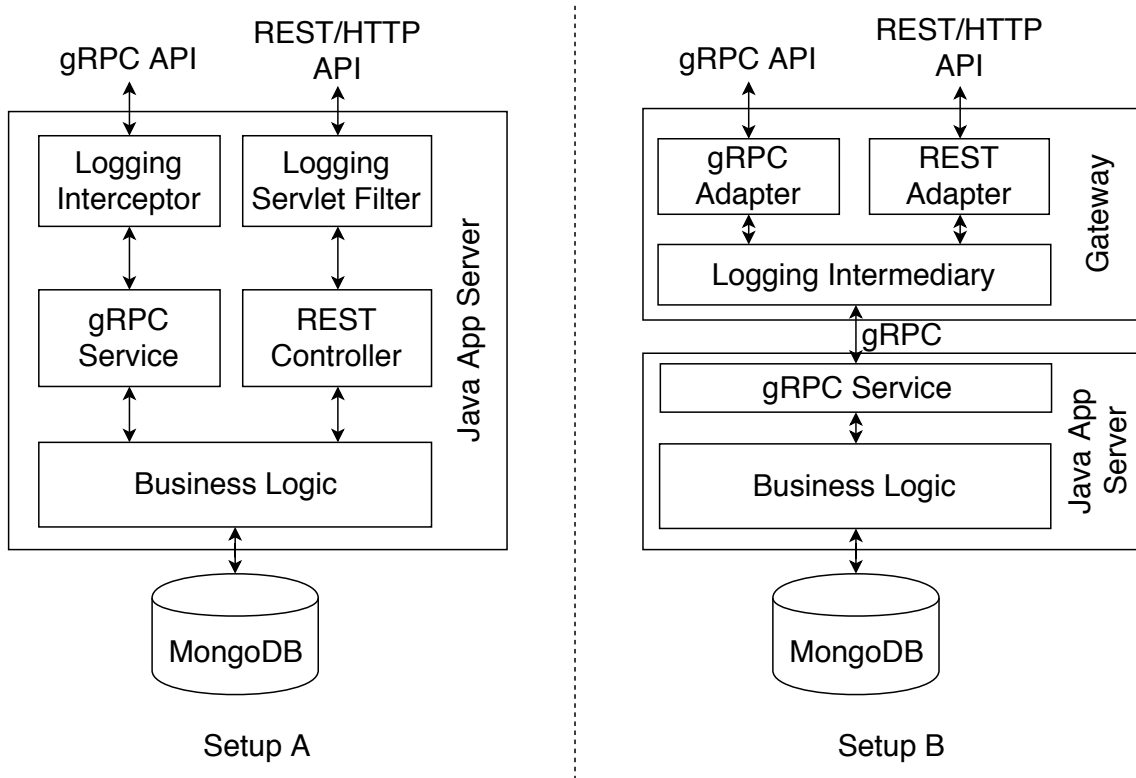 gRPC API
REST/HTTP
API
Logging
Interceptor
Logging
Servlet Filter
gRPC
Service
REST
Controller
Java App Server
Business Logic
MongoDB
Setup A
gRPC API
REST/HTTP
API
gRPC
Adapter
REST
Adapter
Gateway
Logging Intermediary
gRPC
gRPC Service
Java App
Server
Business Logic
MongoDB
Setup B